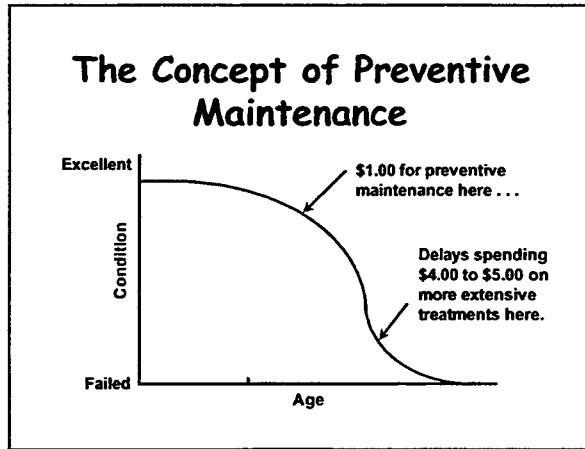 The Concept of Preventive
Maintenance
Excellent
$1.00 for preventive
maintenance here . . .
Condition
Delays spending
$4.00 to $5.00 on
more extensive
treatments here.
Failed
Age